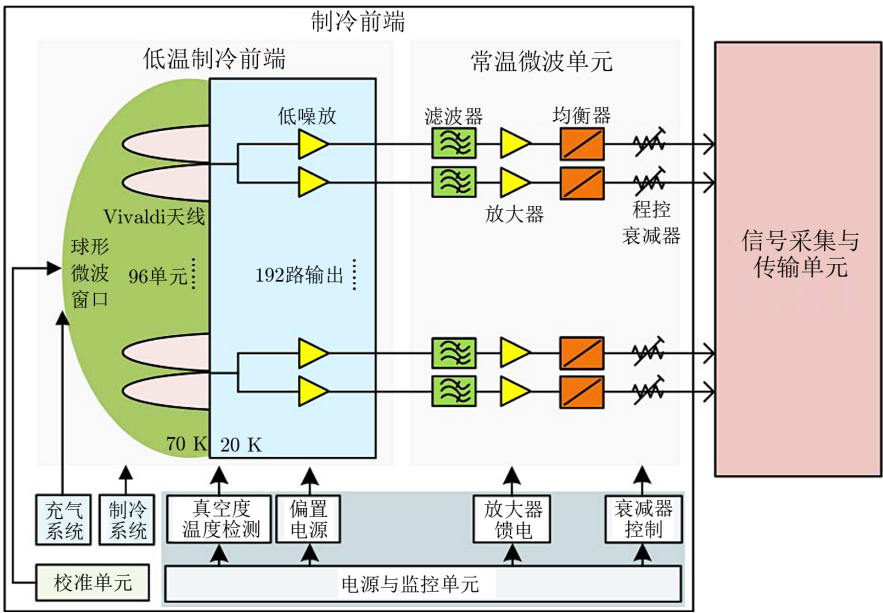 制冷前端
低温制冷前端
常温微波单元
低噪放
滤波器
均衡器
Vivaldi天线
放大器
程控
衰减器
球形
微波
窗口
96单元
192路输出
信号采集与
传输单元
70 K
20 K
充气
系统
制冷
系统
真空度
温度检测
偏置
电源
放大器
馈电
衰减器
控制
校准单元
电源与监控单元